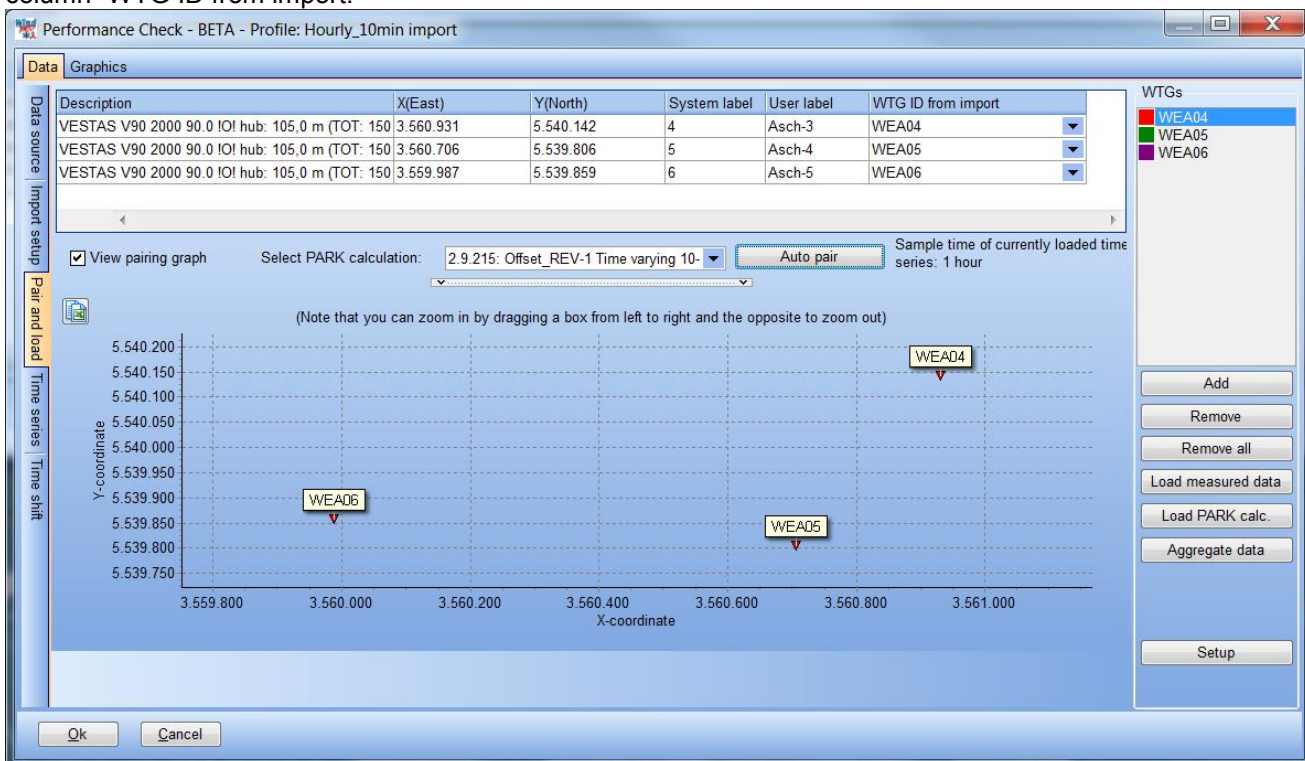 column "WTG ID from import.
Performance Check - BETA - Profile: Hourly_10min import
Data Graphics
Data source
Import setup
Pair and load
Time series
Time shift
Description X(East) Y(North) System label User label WTG ID from import
VESTAS V90 2000 90.0 !O! hub: 105,0 m (TOT: 150 3.560.931 5.540.142 4 Asch-3 WEA04
VESTAS V90 2000 90.0 !O! hub: 105,0 m (TOT: 150 3.560.706 5.539.806 5 Asch-4 WEA05
VESTAS V90 2000 90.0 !O! hub: 105,0 m (TOT: 150 3.559.987 5.539.859 6 Asch-5 WEA06
View pairing graph Select PARK calculation: 2.9.215: Offset_REV-1 Time varying 10- Auto pair
Sample time of currently loaded time
series: 1 hour
(Note that you can zoom in by dragging a box from left to right and the opposite to zoom out)
Y-coordinate
5.540.200
5.540.150
5.540.100
5.540.050
5.540.000
5.539.950
5.539.900
5.539.850
5.539.800
5.539.750
WEA04
WEA06
WEA05
3.559.800 3.560.000 3.560.200 3.560.400 3.560.600 3.560.800 3.561.000
X-coordinate
WTGs
WEA04
WEA05
WEA06
Add
Remove
Remove all
Load measured data
Load PARK calc.
Aggregate data
Setup
Ok Cancel